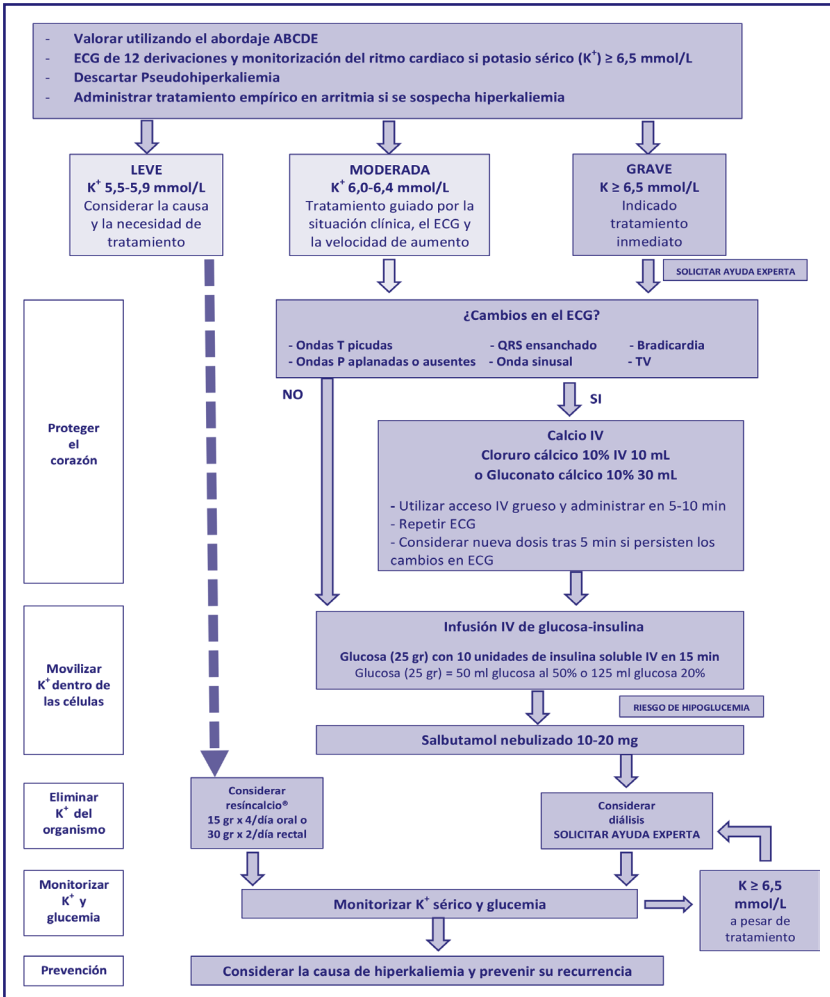 - Valorar utilizando el abordaje ABCDE
- ECG de 12 derivaciones y monitorización del ritmo cardiaco si potasio sérico (K⁺) ≥ 6,5 mmol/L
- Descartar Pseudohiperkaliemia
- Administrar tratamiento empírico en arritmia si se sospecha hiperkaliemia
LEVE
K⁺ 5,5-5,9 mmol/L
Considerar la causa
y la necesidad de
tratamiento
MODERADA
K⁺ 6,0-6,4 mmol/L
Tratamiento guiado por la
situación clínica, el ECG y
la velocidad de aumento
GRAVE
K ≥ 6,5 mmol/L
Indicado
tratamiento
inmediato
SOLICITAR AYUDA EXPERTA
Proteger
el
corazón
¿Cambios en el ECG?
- Ondas T picudas
- QRS ensanchado
- Bradicardia
- Ondas P aplanadas o ausentes
- Onda sinusal
- TV
NO
SI
Calcio IV
Cloruro cálcico 10% IV 10 mL
o Gluconato cálcico 10% 30 mL
- Utilizar acceso IV grueso y administrar en 5-10 min
- Repetir ECG
- Considerar nueva dosis tras 5 min si persisten los
cambios en ECG
Movilizar
K⁺ dentro de
las células
Infusión IV de glucosa-insulina
Glucosa (25 gr) con 10 unidades de insulina soluble IV en 15 min
Glucosa (25 gr) = 50 ml glucosa al 50% o 125 ml glucosa 20%
RIESGO DE HIPOGLUCEMIA
Salbutamol nebulizado 10-20 mg
Eliminar
K⁺ del
organismo
Considerar
resíncalcio®
15 gr x 4/día oral o
30 gr x 2/día rectal
Considerar
diálisis
SOLICITAR AYUDA EXPERTA
Monitorizar
K⁺ y
glucemia
Monitorizar K⁺ sérico y glucemia
K ≥ 6,5
mmol/L
a pesar de
tratamiento
Prevención
Considerar la causa de hiperkaliemia y prevenir su recurrencia